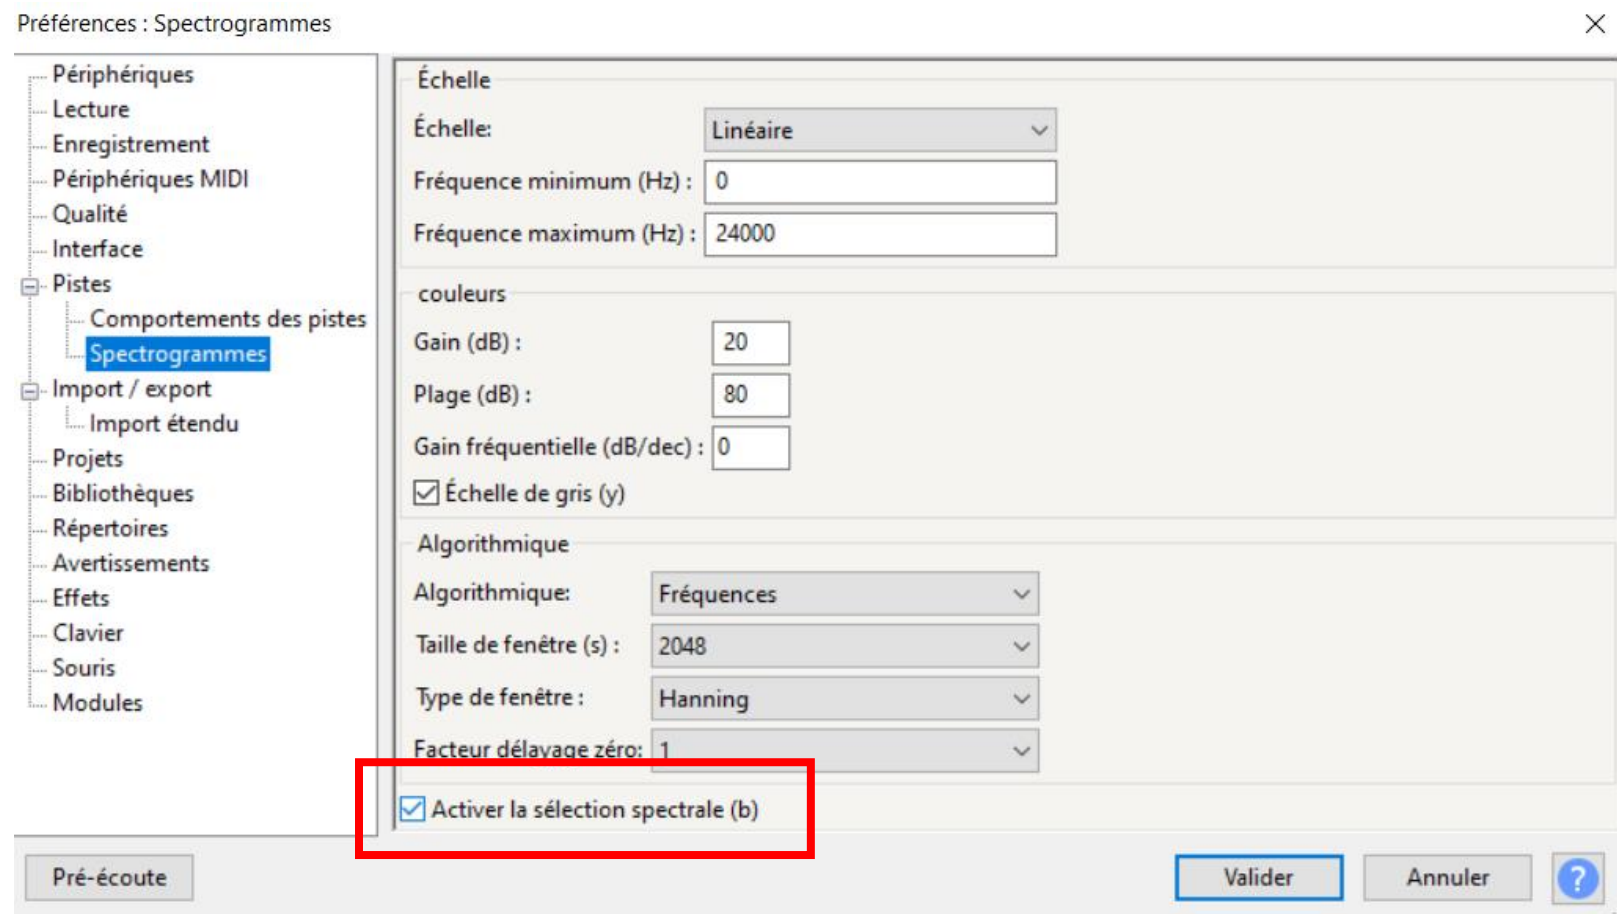 Préférences : Spectrogrammes
Périphériques
Lecture
Enregistrement
Périphériques MIDI
Qualité
Interface
Pistes
Comportements des pistes
Spectrogrammes
Import / export
Import étendu
Projets
Bibliothèques
Répertoires
Avertissements
Effets
Clavier
Souris
Modules
Échelle
Échelle: Linéaire
Fréquence minimum (Hz) : 0
Fréquence maximum (Hz) : 24000
couleurs
Gain (dB) : 20
Plage (dB) : 80
Gain fréquentielle (dB/dec) : 0
Échelle de gris (y)
Algorithmique
Algorithmique: Fréquences
Taille de fenêtre (s) : 2048
Type de fenêtre : Hanning
Facteur délavage zéro: 1
Activer la sélection spectrale (b)
Pré-écoute
Valider
Annuler
?